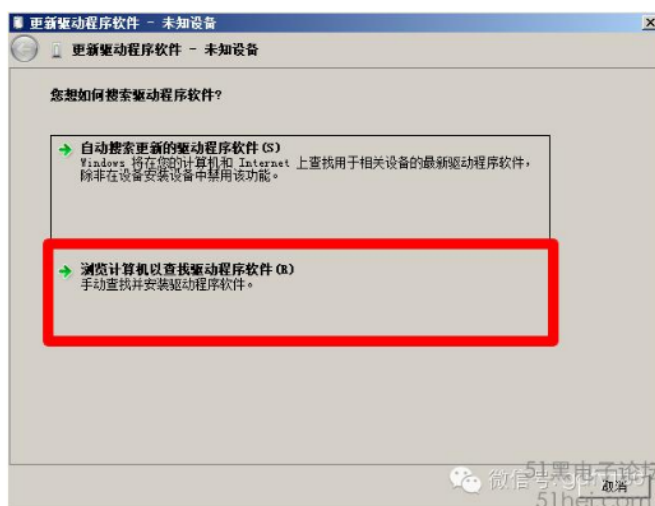 更新驱动程序软件 - 未知设备
更新驱动程序软件 - 未知设备
您想如何搜索驱动程序软件?
自动搜索更新的驱动程序软件(S)
Windows 将在您的计算机和 Internet 上查找用于相关设备的最新驱动程序软件,
除非在设备安装设备中禁用该功能。
浏览计算机以查找驱动程序软件(R)
手动查找并安装驱动程序软件。
51黑电子论坛
微信号:
取消
51hei.com